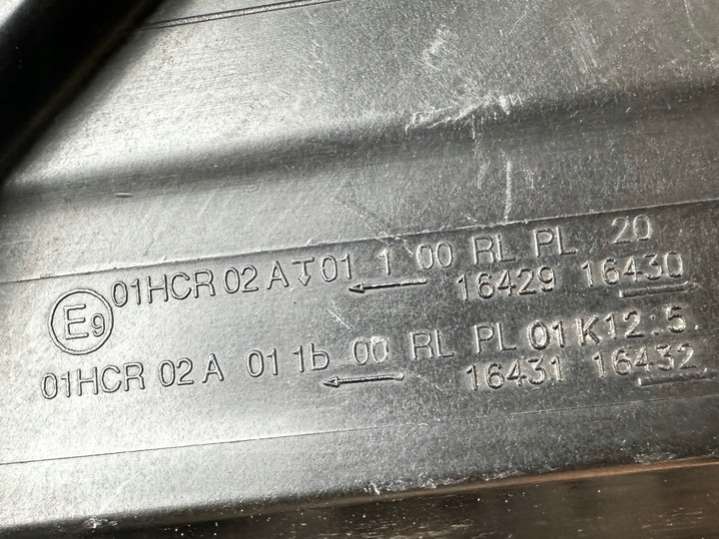 01HCR 02 A 01 1 00 RL PL 20
16429 16430
E9
01HCR 02 A 01 1b 00 RL PL 01 K12:5.
16431 16432